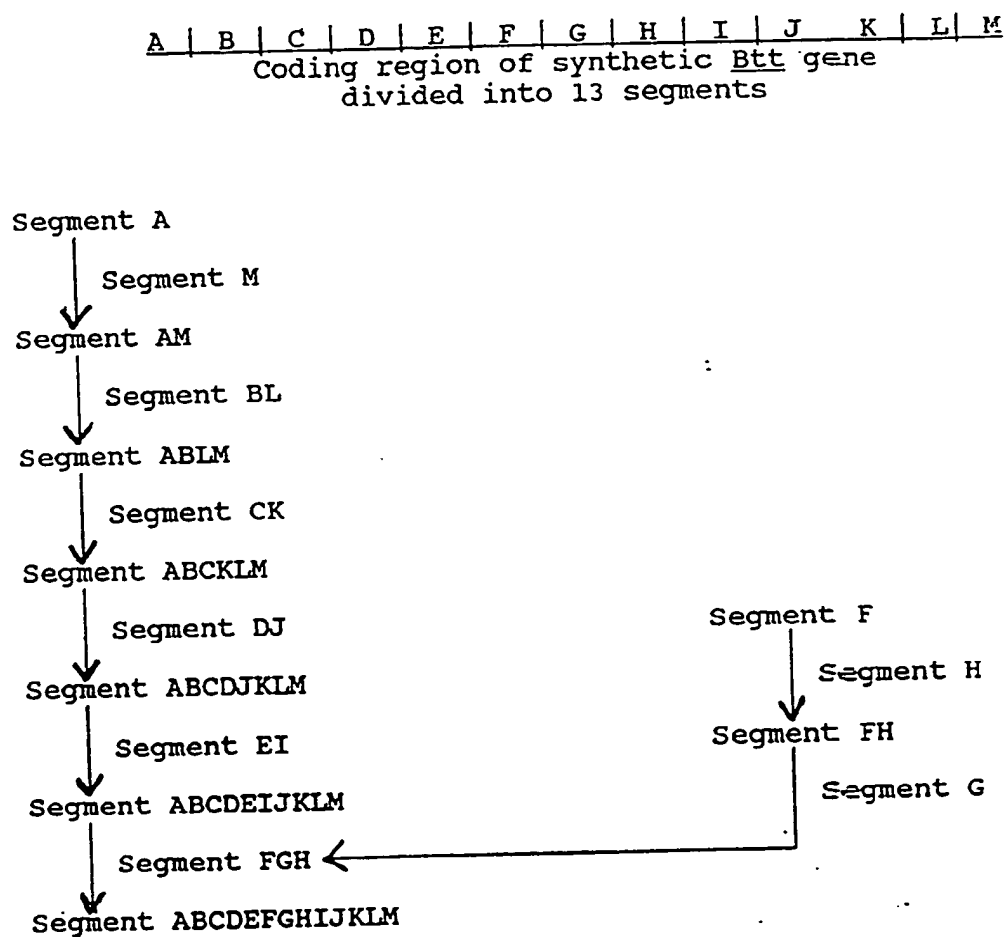 A | B | C | D | E | F | G | H | I | J K | L | M
Coding region of synthetic Btt gene
divided into 13 segments
Segment A
Segment M
Segment AM
Segment BL
Segment ABLM
Segment CK
Segment ABCKLM
Segment DJ
Segment ABCDJKLM
Segment EI
Segment ABCDEIJKLM
Segment FGH
Segment ABCDEFGHIJKLM
Segment F
Segment H
Segment FH
Segment G